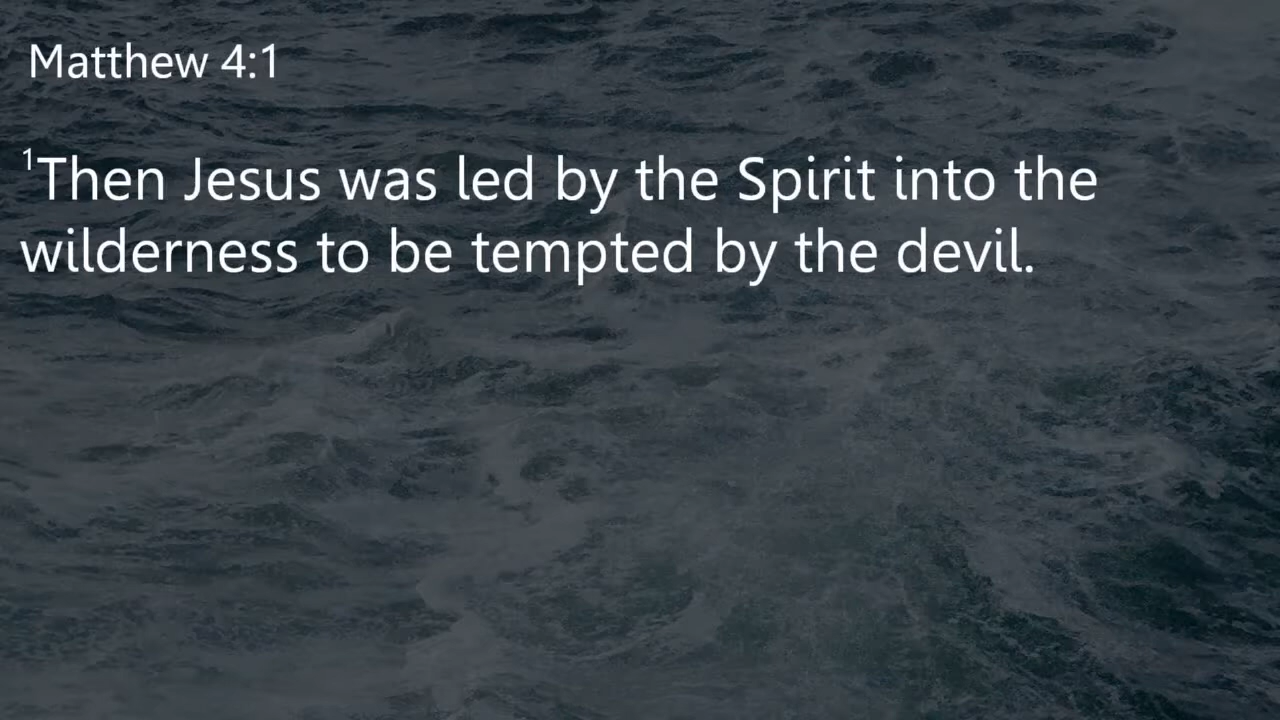 Matthew 4:1
¹Then Jesus was led by the Spirit into the
wilderness to be tempted by the devil.